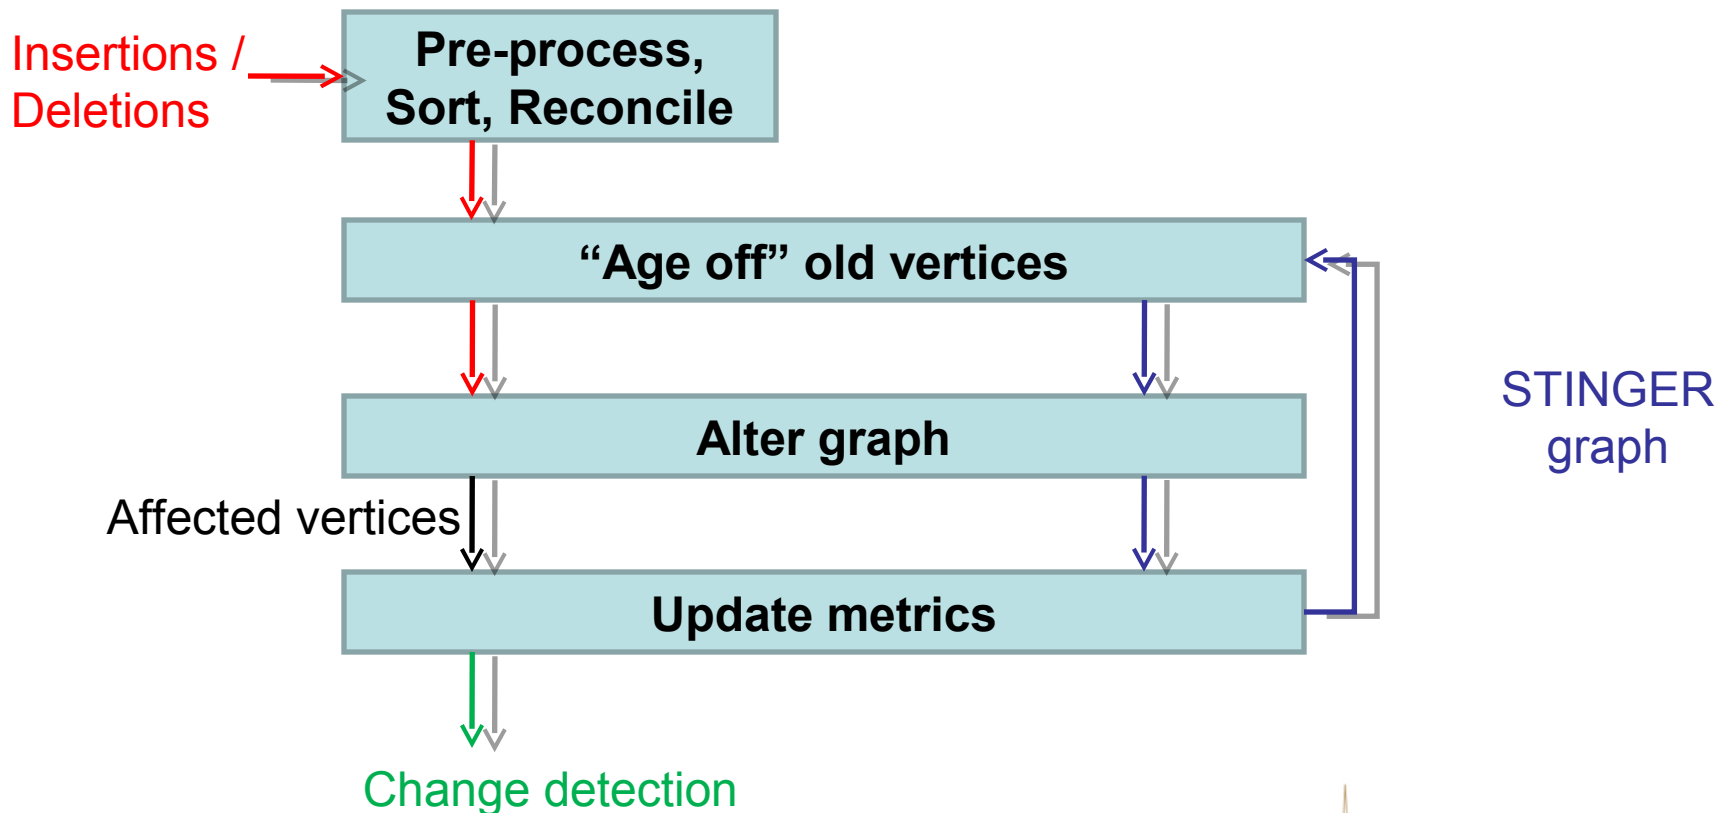 Insertions /
Deletions
Pre-process,
Sort, Reconcile
“Age off” old vertices
Alter graph
STINGER
graph
Affected vertices
Update metrics
Change detection